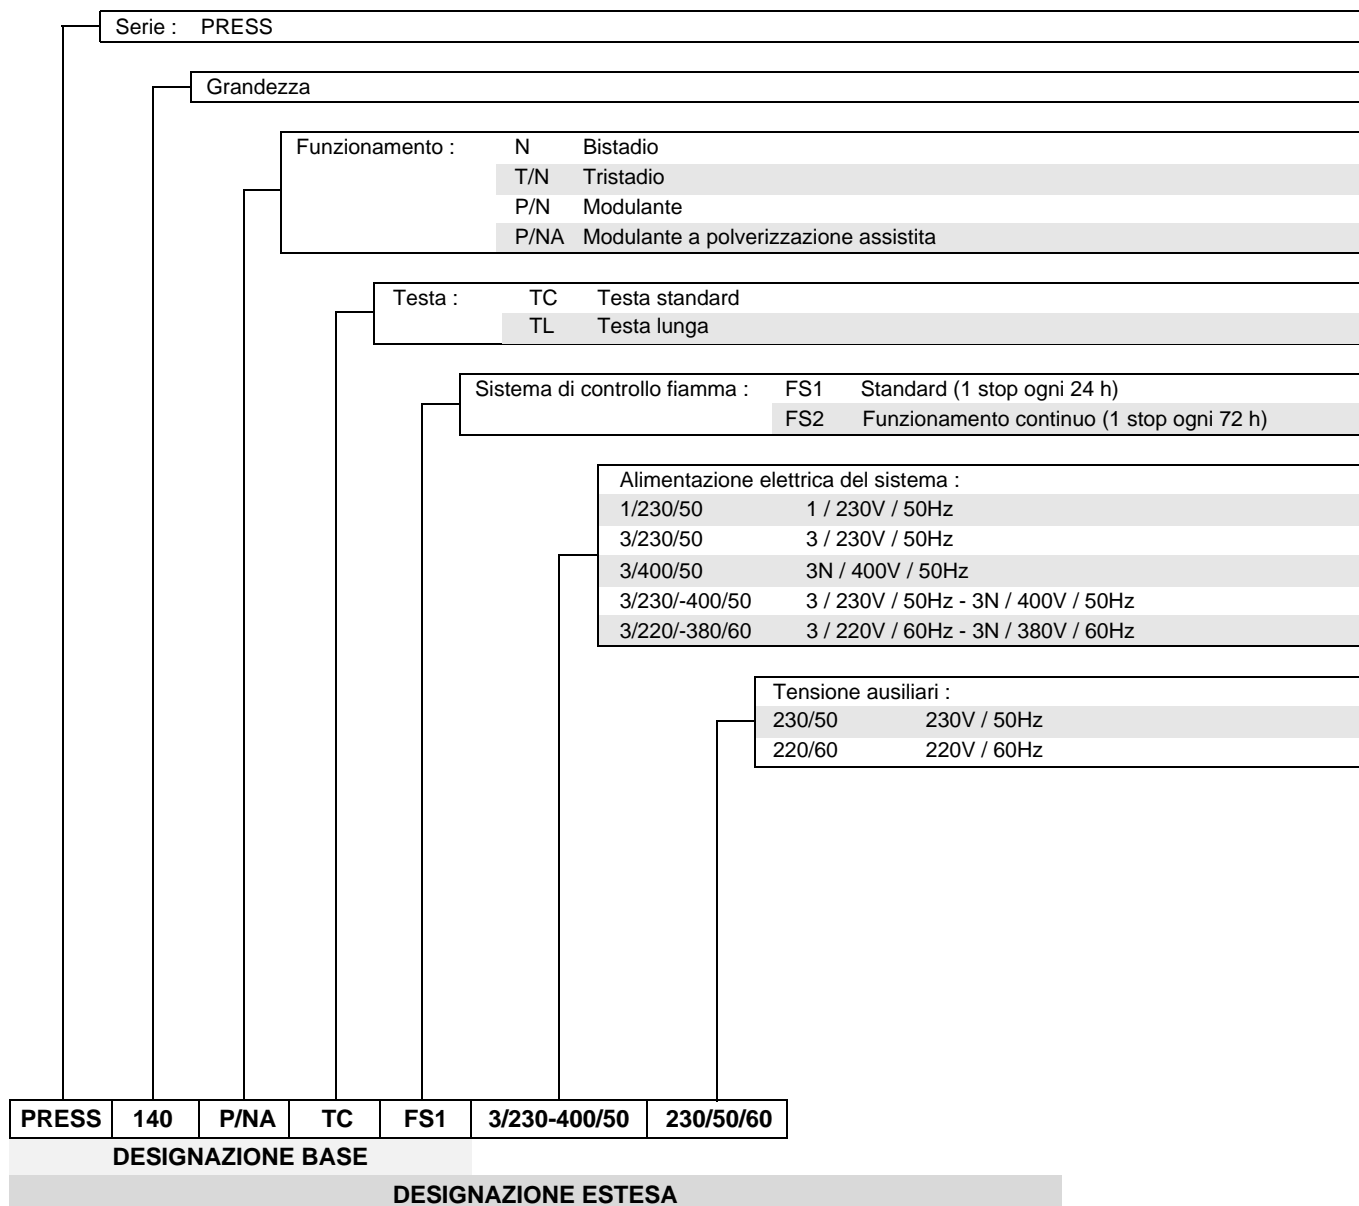 Serie : PRESS
Grandezza
Funzionamento : N Bistadio
T/N Tristadio
P/N Modulante
P/NA Modulante a polverizzazione assistita
Testa : TC Testa standard
TL Testa lunga
Sistema di controllo fiamma : FS1 Standard (1 stop ogni 24 h)
FS2 Funzionamento continuo (1 stop ogni 72 h)
Alimentazione elettrica del sistema :
1/230/50 1 / 230V / 50Hz
3/230/50 3 / 230V / 50Hz
3/400/50 3N / 400V / 50Hz
3/230/-400/50 3 / 230V / 50Hz - 3N / 400V / 50Hz
3/220/-380/60 3 / 220V / 60Hz - 3N / 380V / 60Hz
Tensione ausiliari :
230/50 230V / 50Hz
220/60 220V / 60Hz
PRESS 140 P/NA TC FS1 3/230-400/50 230/50/60
DESIGNAZIONE BASE
DESIGNAZIONE ESTESA